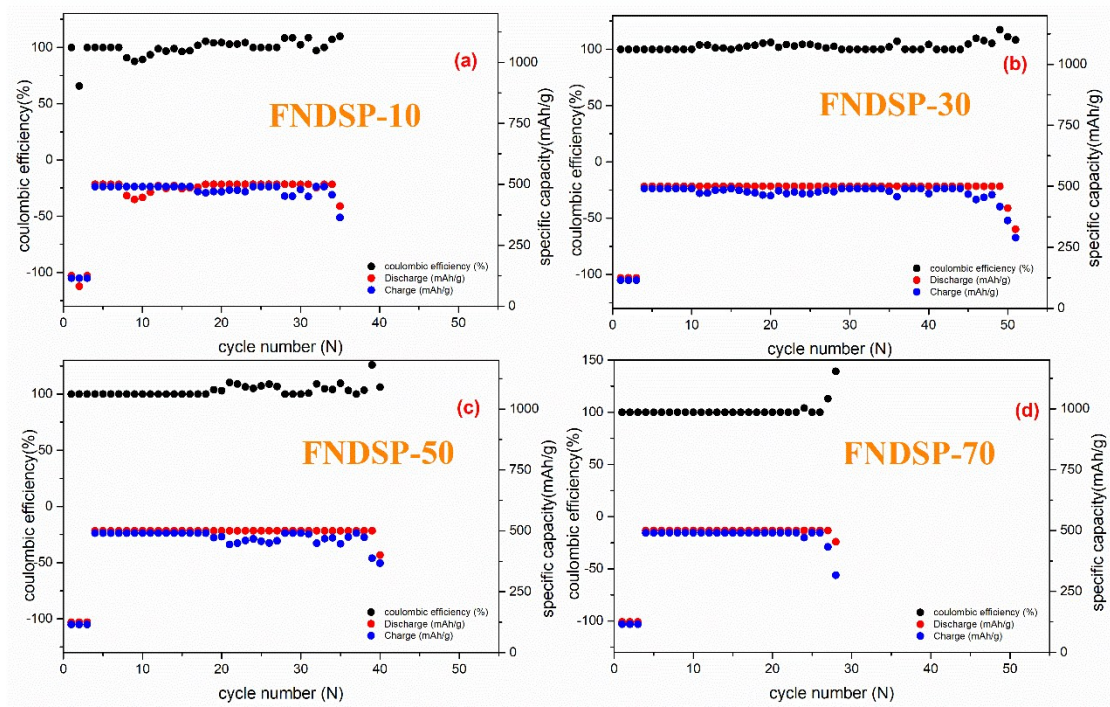 (a)
FNDSP-10
coulombic efficiency(%)
100
50
0
-50
-100
specific capacity(mAh/g)
1000
750
500
250
0
coulombic efficiency (%)
Discharge (mAh/g)
Charge (mAh/g)
0 10 20 30 40 50
cycle number (N)
(b)
FNDSP-30
coulombic efficiency(%)
100
50
0
-50
-100
specific capacity(mAh/g)
1000
750
500
250
0
coulombic efficiency (%)
Discharge (mAh/g)
Charge (mAh/g)
0 10 20 30 40 50
cycle number (N)
(c)
FNDSP-50
coulombic efficiency(%)
100
50
0
-50
-100
specific capacity(mAh/g)
1000
750
500
250
0
coulombic efficiency (%)
Discharge (mAh/g)
Charge (mAh/g)
0 10 20 30 40 50
cycle number (N)
(d)
FNDSP-70
coulombic efficiency(%)
150
100
50
0
-50
-100
specific capacity(mAh/g)
1000
750
500
250
0
coulombic efficiency (%)
Discharge (mAh/g)
Charge (mAh/g)
0 10 20 30 40 50
cycle number (N)